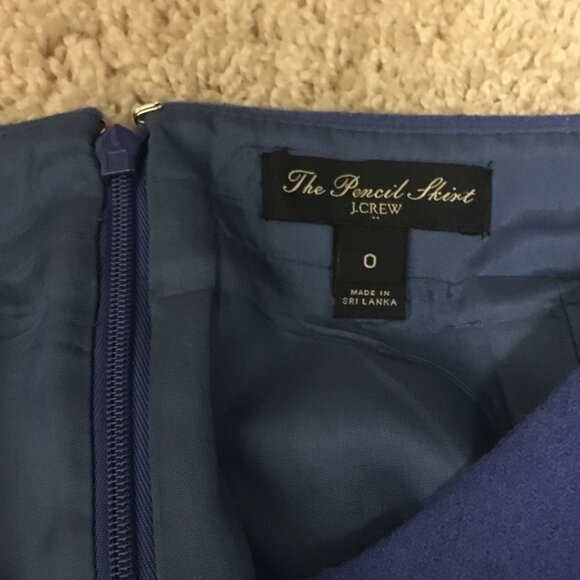 The Pencil Skirt
J.CREW
0
MADE IN
SRI LANKA